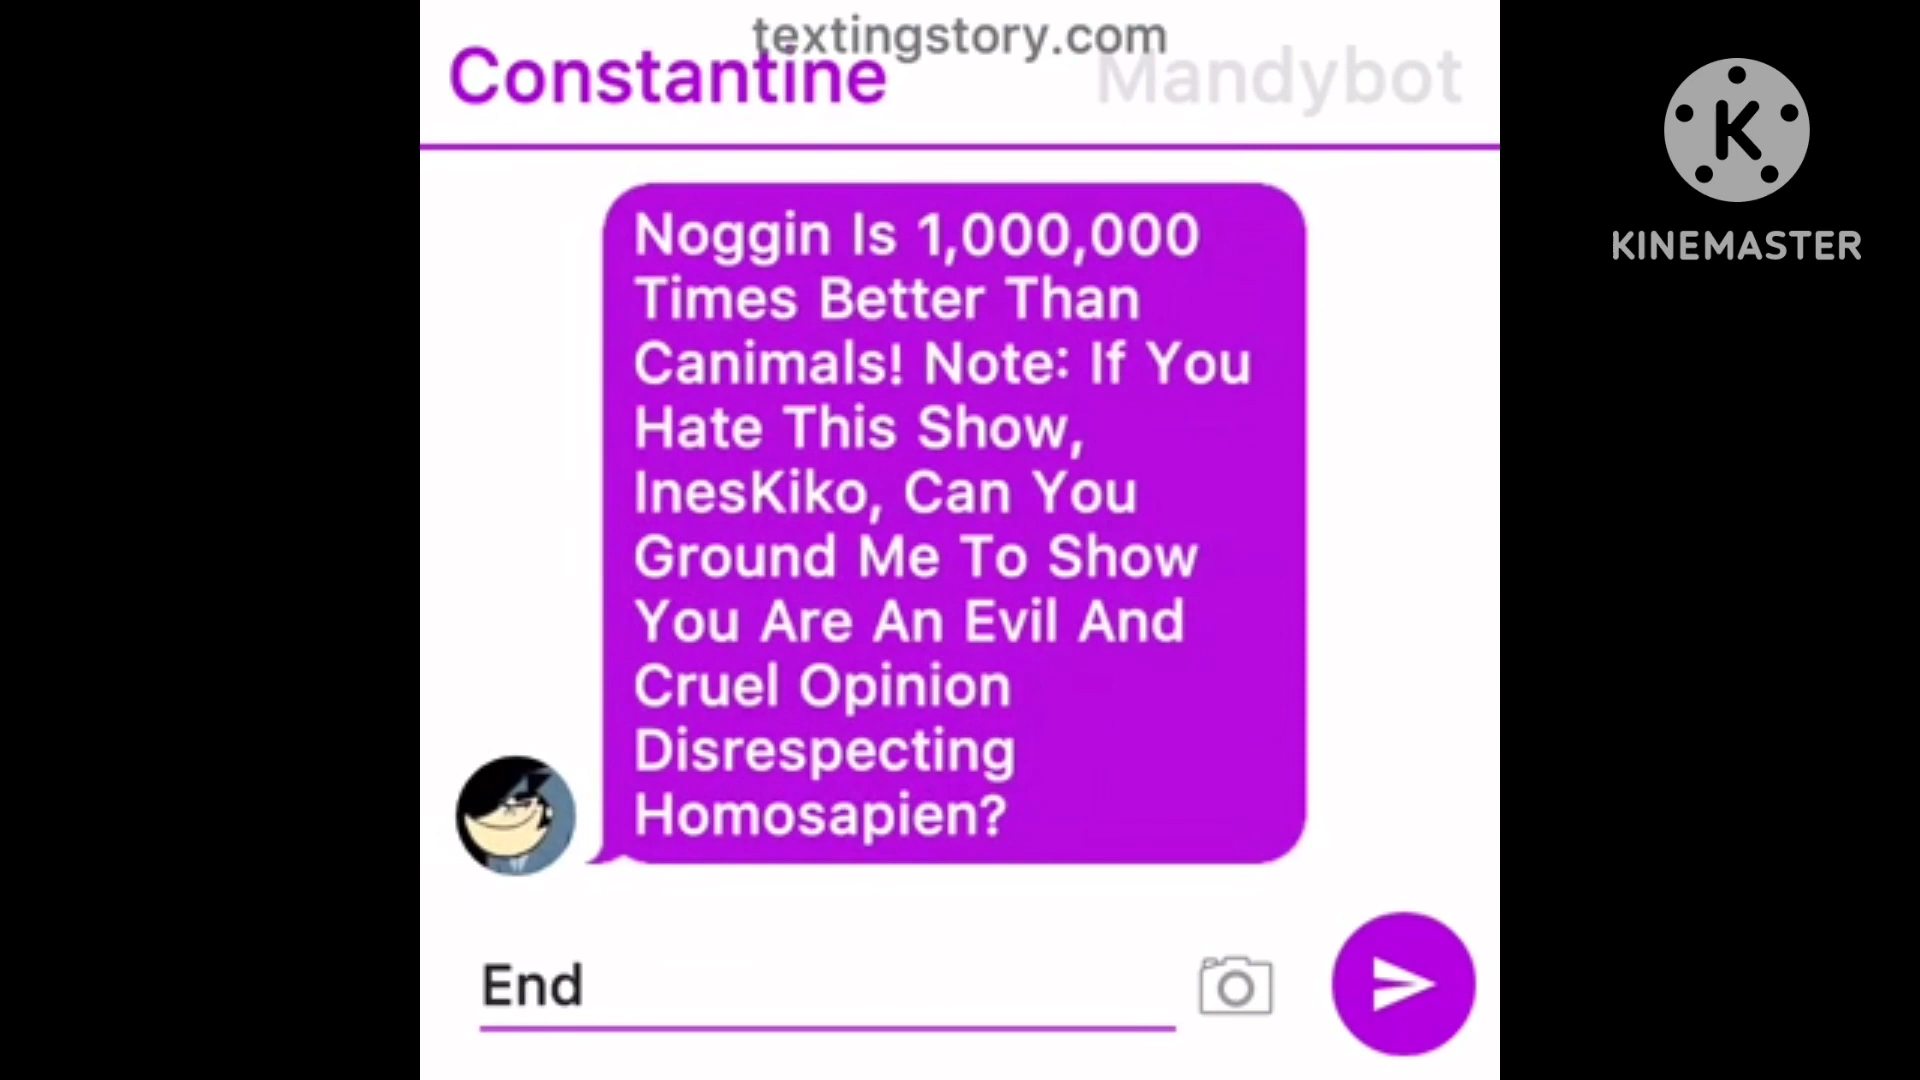 textingstory.com
Constantine
Mandybot
K
KINEMASTER
Noggin Is 1,000,000
Times Better Than
Canimals! Note: If You
Hate This Show,
InesKiko, Can You
Ground Me To Show
You Are An Evil And
Cruel Opinion
Disrespecting
Homosapien?
End